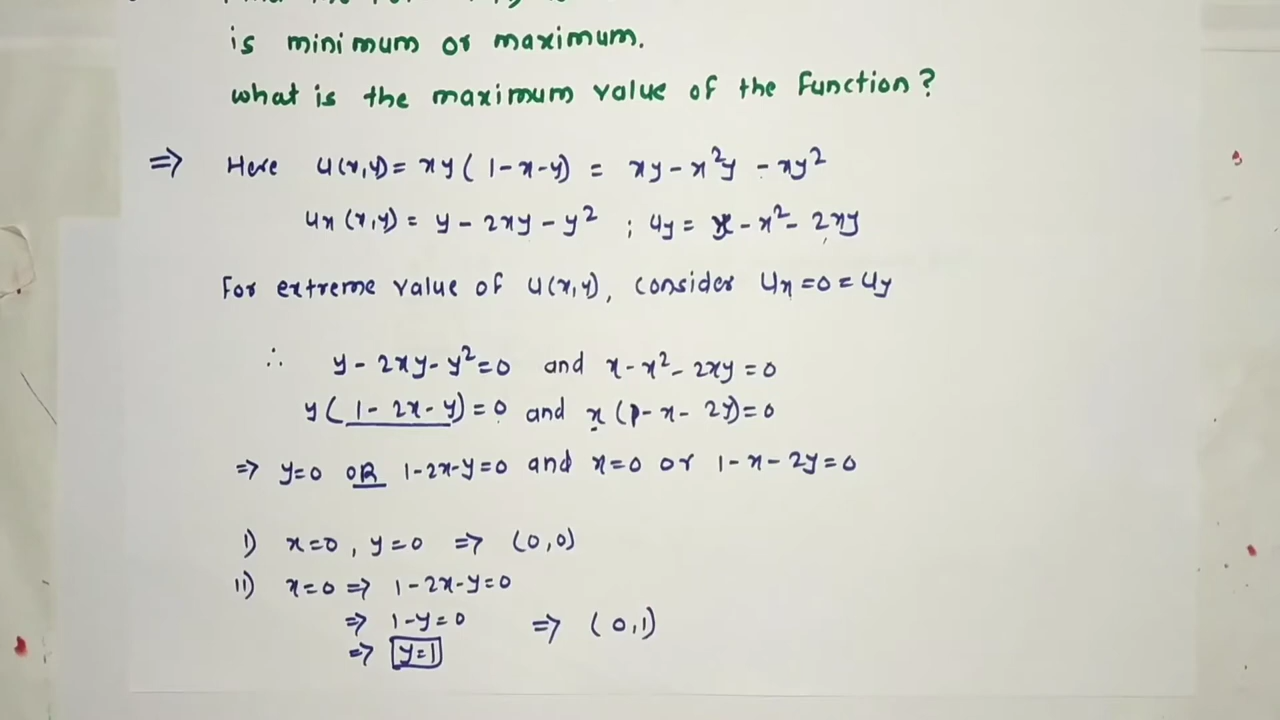 is minimum or maximum.
what is the maximum value of the function?
⇒ Here u(x,y) = xy(1-x-y) = xy - x²y - xy²
ux(x,y) = y - 2xy - y² ; uy = x - x² - 2xy
For extreme value of u(x,y), consider ux = 0 = uy
∴ y - 2xy - y² = 0 and x - x² - 2xy = 0
y(1 - 2x - y) = 0 and x(1 - x - 2y) = 0
⇒ y=0 OR 1-2x-y=0 and x=0 or 1-x-2y=0
i) x=0, y=0 ⇒ (0,0)
ii) x=0 ⇒ 1-2x-y=0
⇒ 1-y=0 ⇒ (0,1)
⇒ y=1